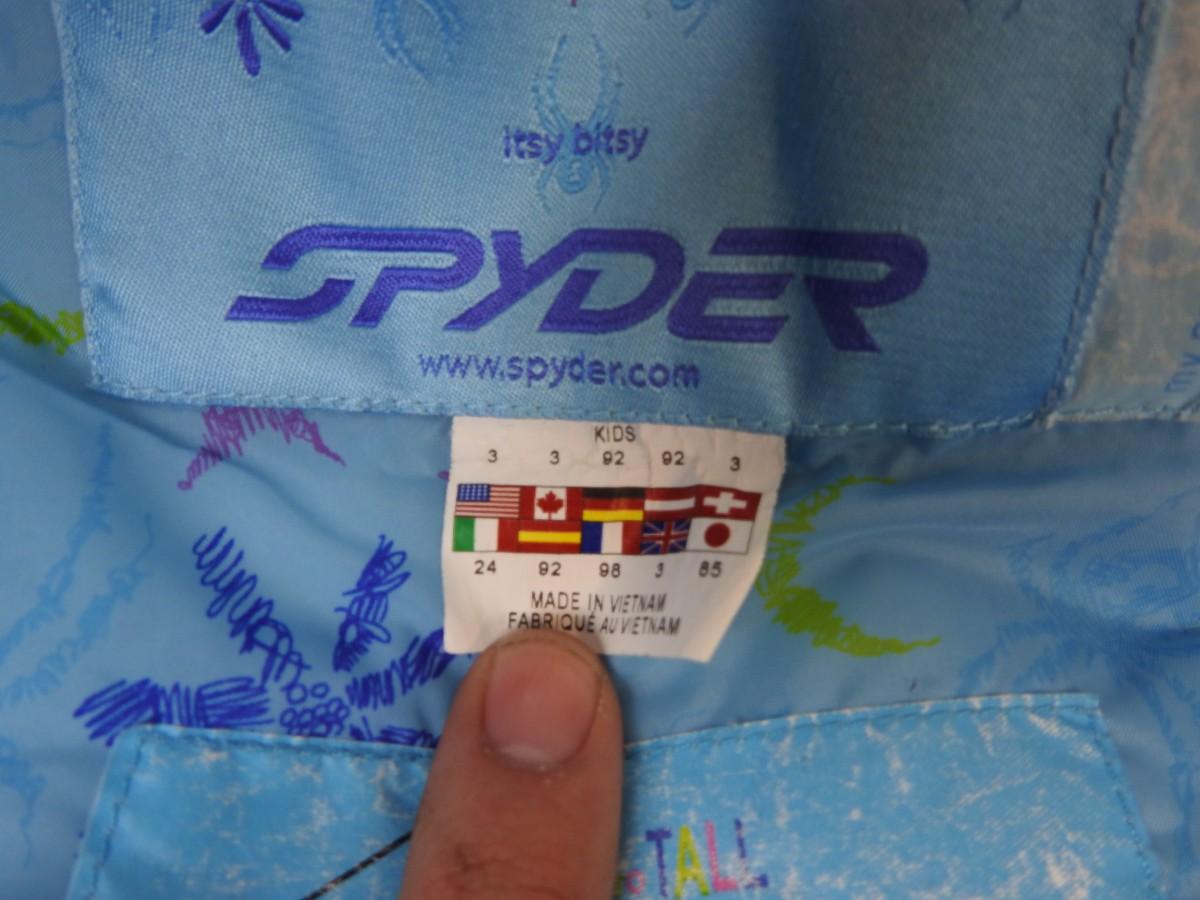 itsy bitsy
SPYDER
www.spyder.com
KIDS
3 3 92 92 3
24 92 98 3 85
MADE IN VIETNAM
FABRIQUÉ AU VIETNAM
TALL